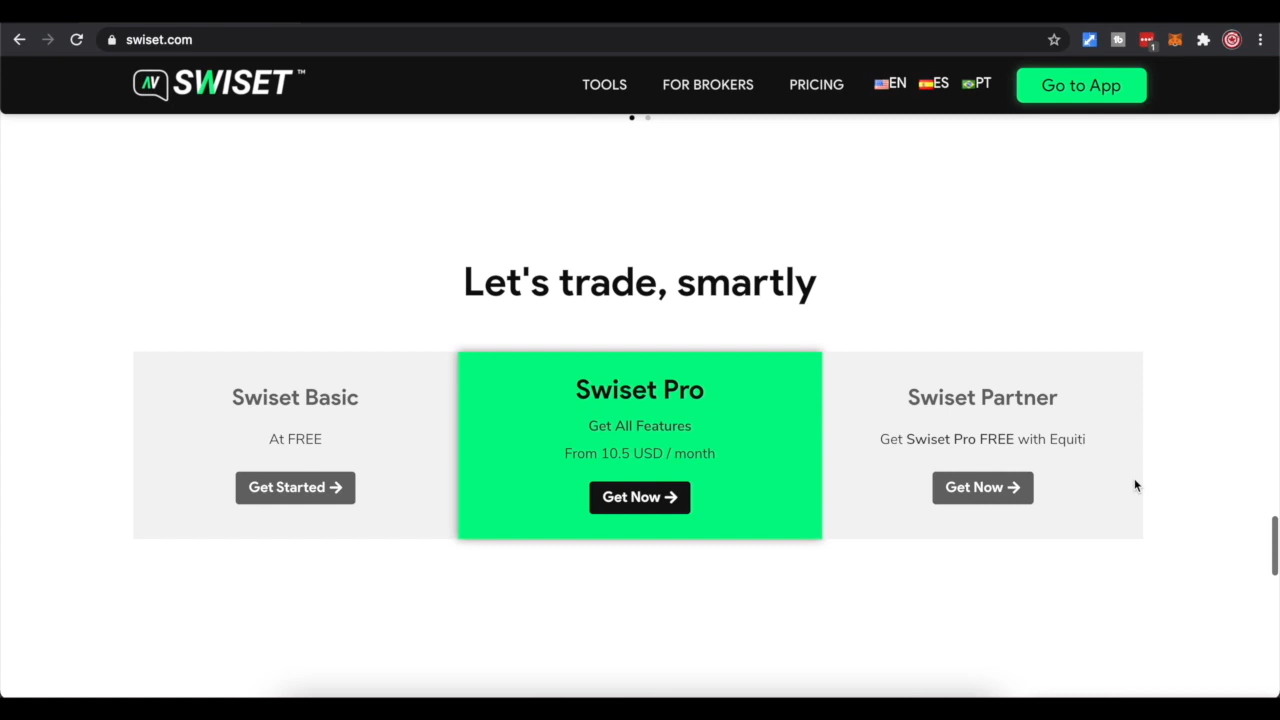 swiset.com
1
SWISET™
TOOLS
FOR BROKERS
PRICING
EN
ES
PT
Go to App
Let's trade, smartly
Swiset Basic
At FREE
Get Started →
Swiset Pro
Get All Features
From 10.5 USD / month
Get Now →
Swiset Partner
Get Swiset Pro FREE with Equiti
Get Now →